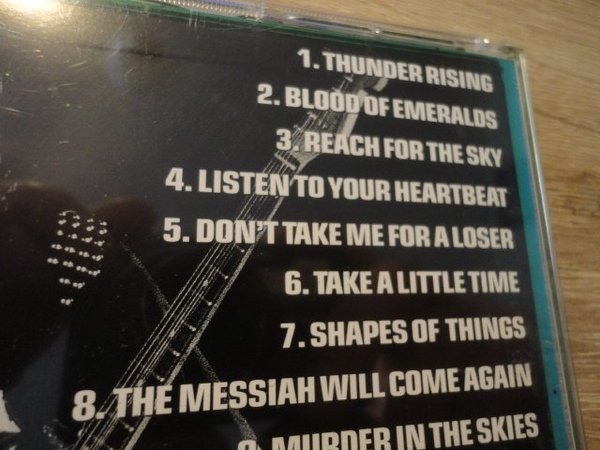 1. THUNDER RISING
2. BLOOD OF EMERALDS
3. REACH FOR THE SKY
4. LISTEN TO YOUR HEARTBEAT
5. DON'T TAKE ME FOR A LOSER
6. TAKE A LITTLE TIME
7. SHAPES OF THINGS
8. THE MESSIAH WILL COME AGAIN
9. MURDER IN THE SKIES